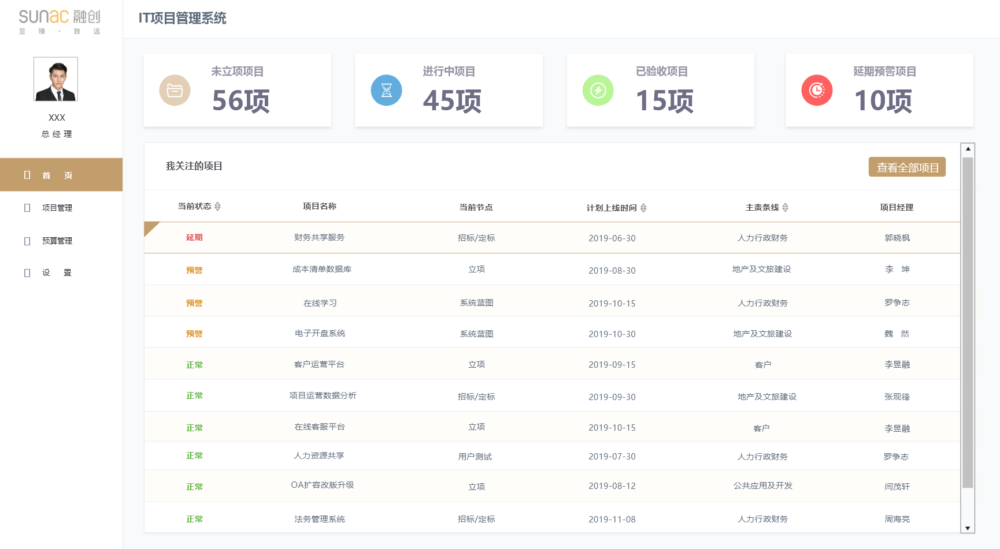 sunac 融创
至 臻 · 致 远
XXX
总 经 理
首 页
项目管理
预算管理
设 置
IT项目管理系统
未立项项目
56项
进行中项目
45项
已验收项目
15项
延期预警项目
10项
我关注的项目
查看全部项目
当前状态 项目名称 当前节点 计划上线时间 主责条线 项目经理
延期 财务共享服务 招标/定标 2019-06-30 人力行政财务 郭晓枫
预警 成本清单数据库 立项 2019-08-30 地产及文旅建设 李 坤
预警 在线学习 系统蓝图 2019-10-15 人力行政财务 罗争志
预警 电子开盘系统 系统蓝图 2019-10-30 地产及文旅建设 魏 然
正常 客户运营平台 立项 2019-09-15 客户 李昱融
正常 项目运营数据分析 招标/定标 2019-09-30 地产及文旅建设 张现锋
正常 在线客服平台 立项 2019-10-15 客户 李昱融
正常 人力资源共享 用户测试 2019-07-30 人力行政财务 罗争志
正常 OA扩容改版升级 立项 2019-08-12 公共应用及开发 闫茂轩
正常 法务管理系统 招标/定标 2019-11-08 人力行政财务 周海亮